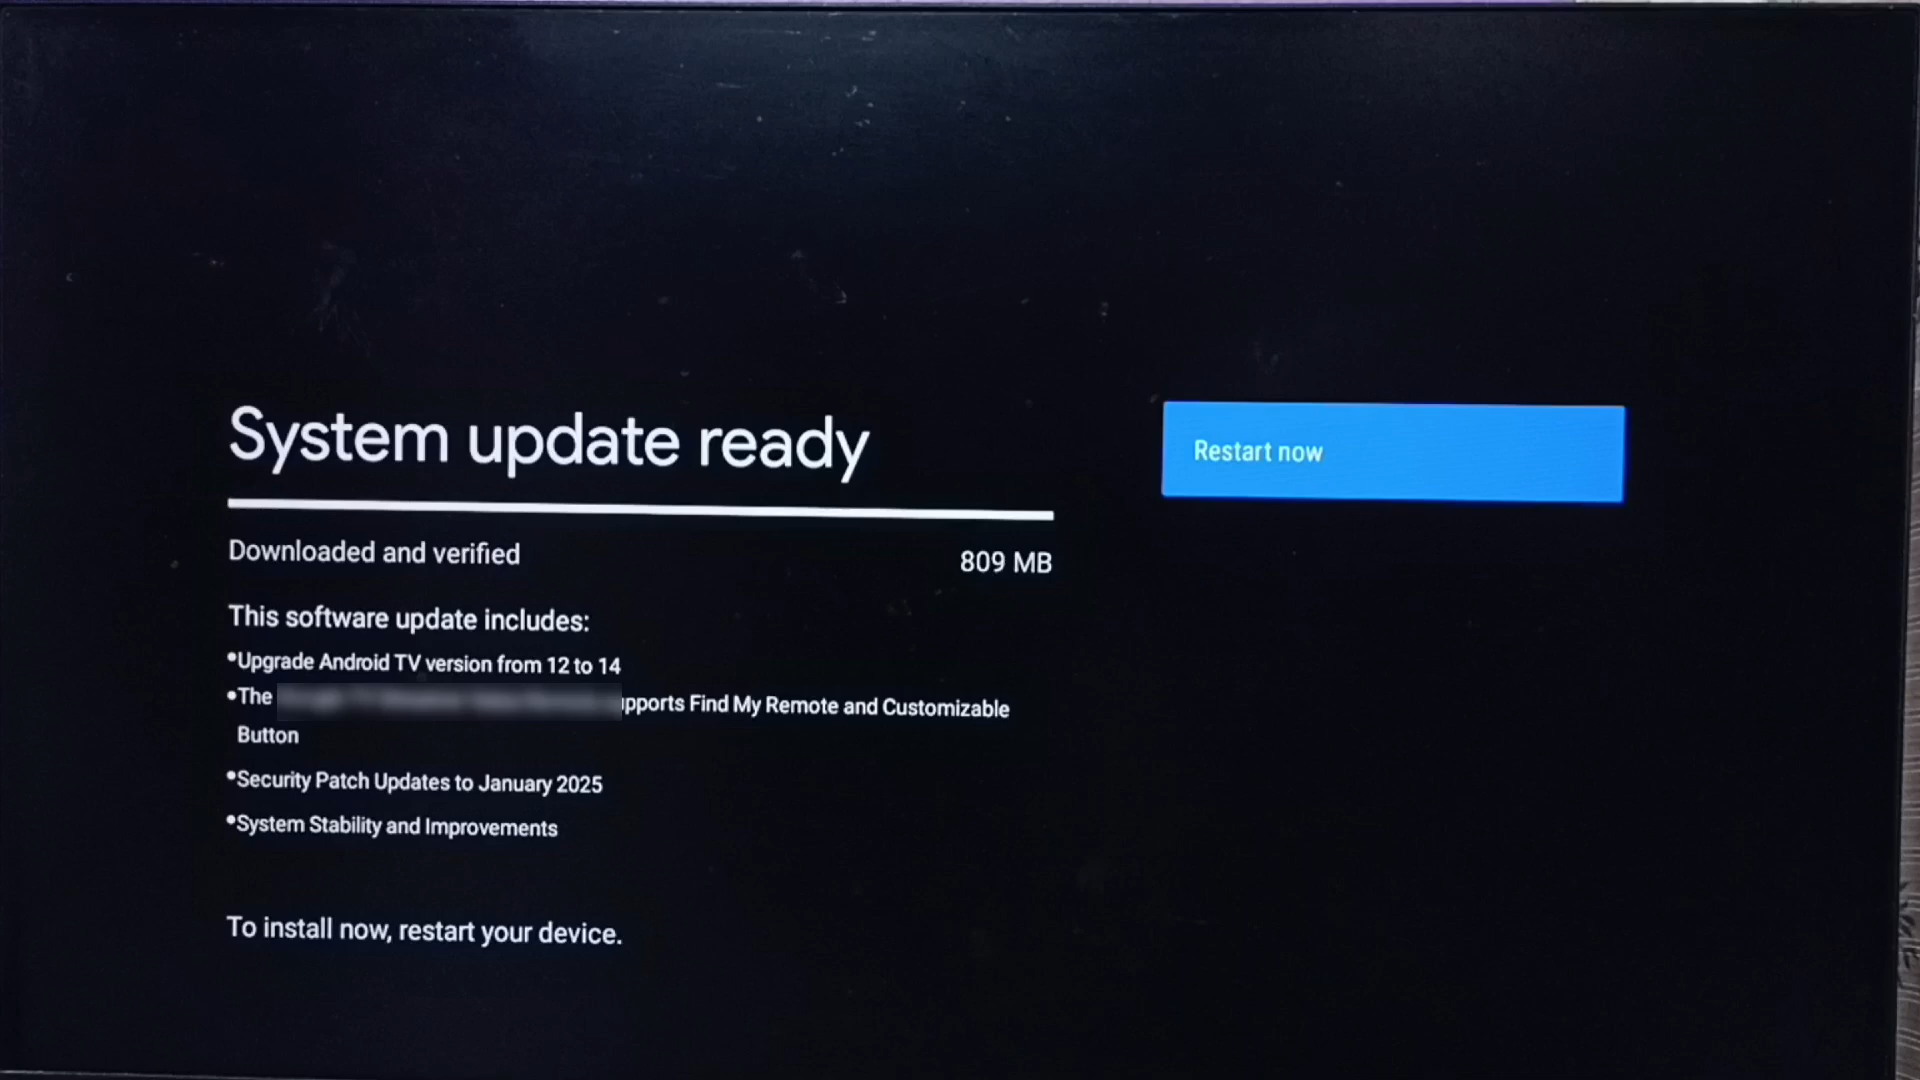 System update ready
Restart now
Downloaded and verified
809 MB
This software update includes:
•Upgrade Android TV version from 12 to 14
•The upports Find My Remote and Customizable
Button
•Security Patch Updates to January 2025
•System Stability and Improvements
To install now, restart your device.